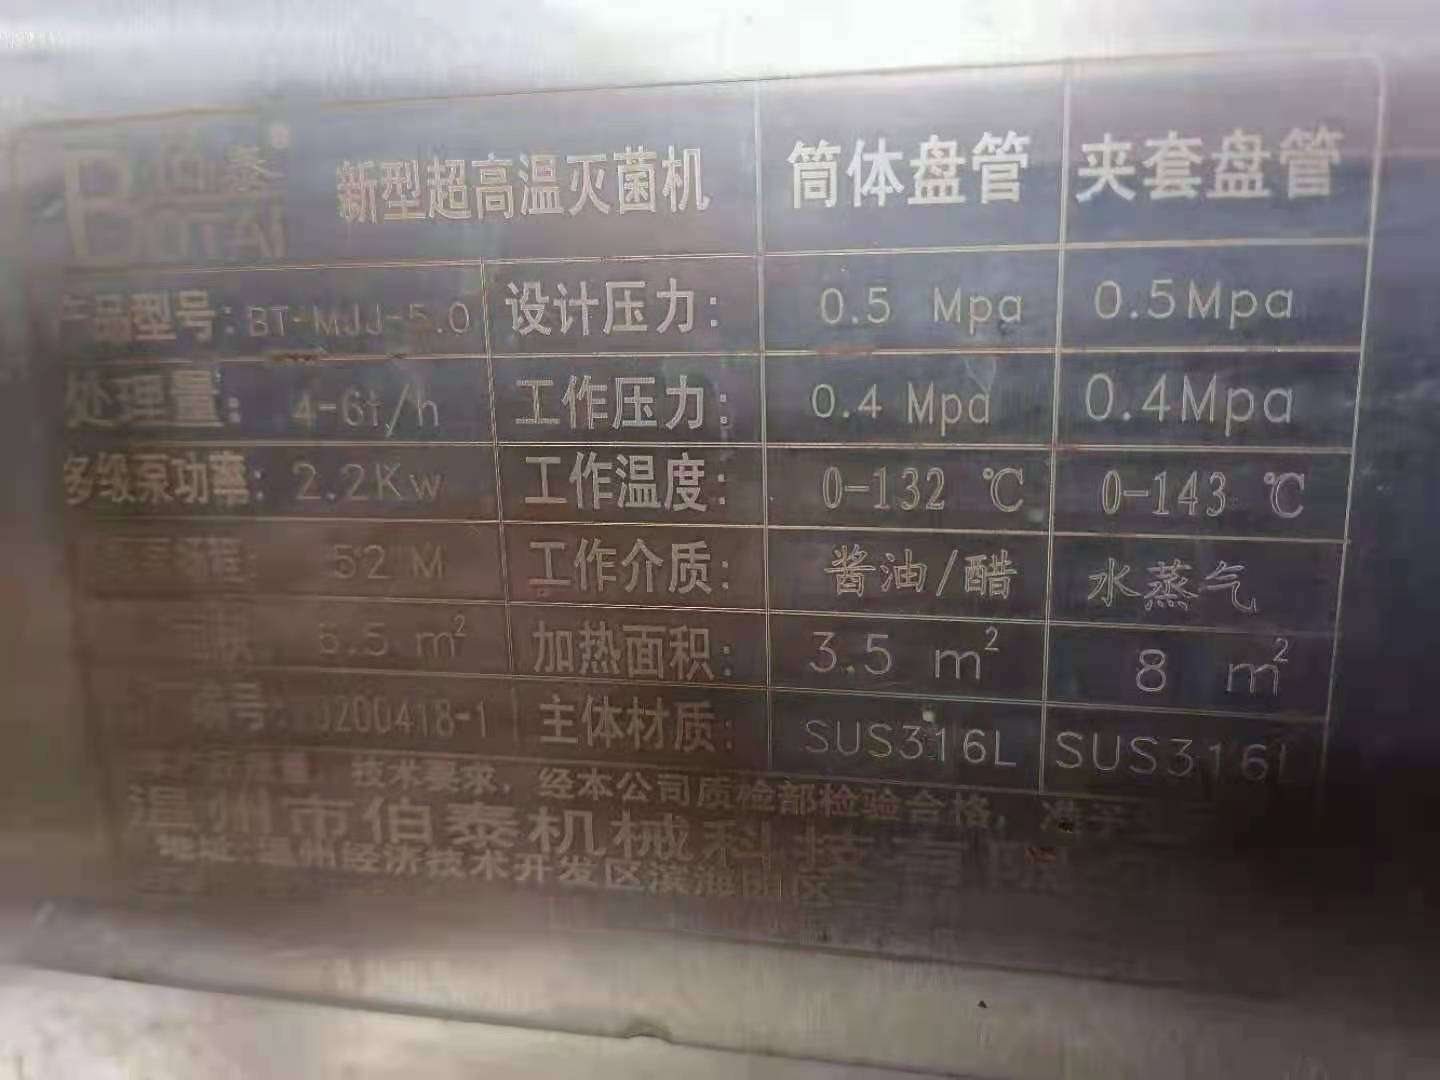 伯泰
BOTAI
新型超高温灭菌机 筒体盘管 夹套盘管
产品型号:BT-MJJ-5.0 设计压力: 0.5 Mpa 0.5Mpa
处理量: 4-6t/h 工作压力: 0.4 Mpa 0.4Mpa
多级泵功率: 2.2Kw 工作温度: 0-132 ℃ 0-143 ℃
52 M 工作介质: 酱油/醋 水蒸气
5.5 m² 加热面积: 3.5 m² 8 m²
编号: 200418-1 主体材质: SUS316L SUS316L
技术要求，经本公司质检部检验合格，准予
温州市伯泰机械科技有限
地址:温州经济技术开发区滨海